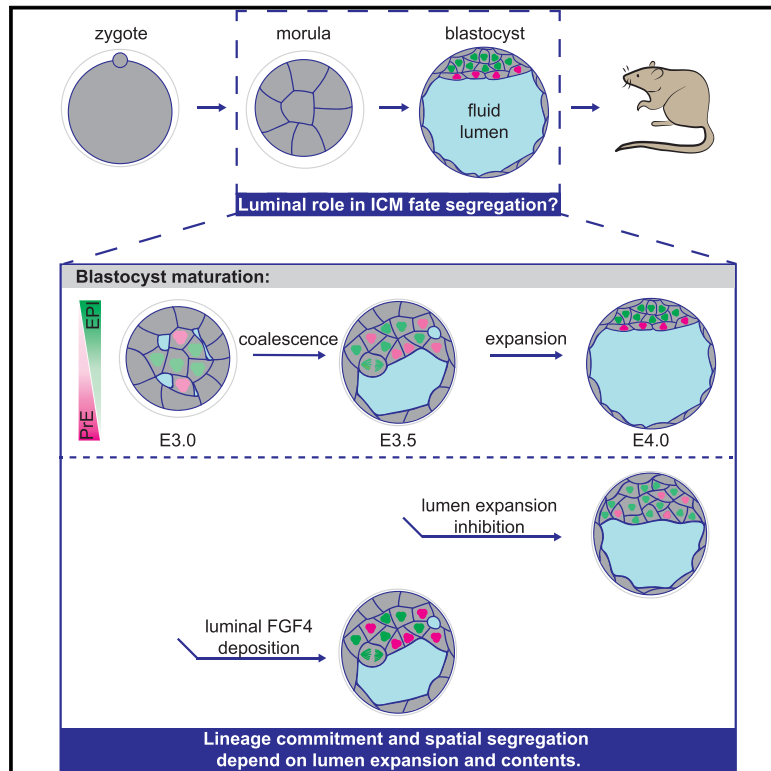 zygote
morula
blastocyst
fluid
lumen
Luminal role in ICM fate segregation?
Blastocyst maturation:
EPI
PrE
coalescence
expansion
E3.0
E3.5
E4.0
lumen expansion
inhibition
luminal FGF4
deposition
Lineage commitment and spatial segregation
depend on lumen expansion and contents.